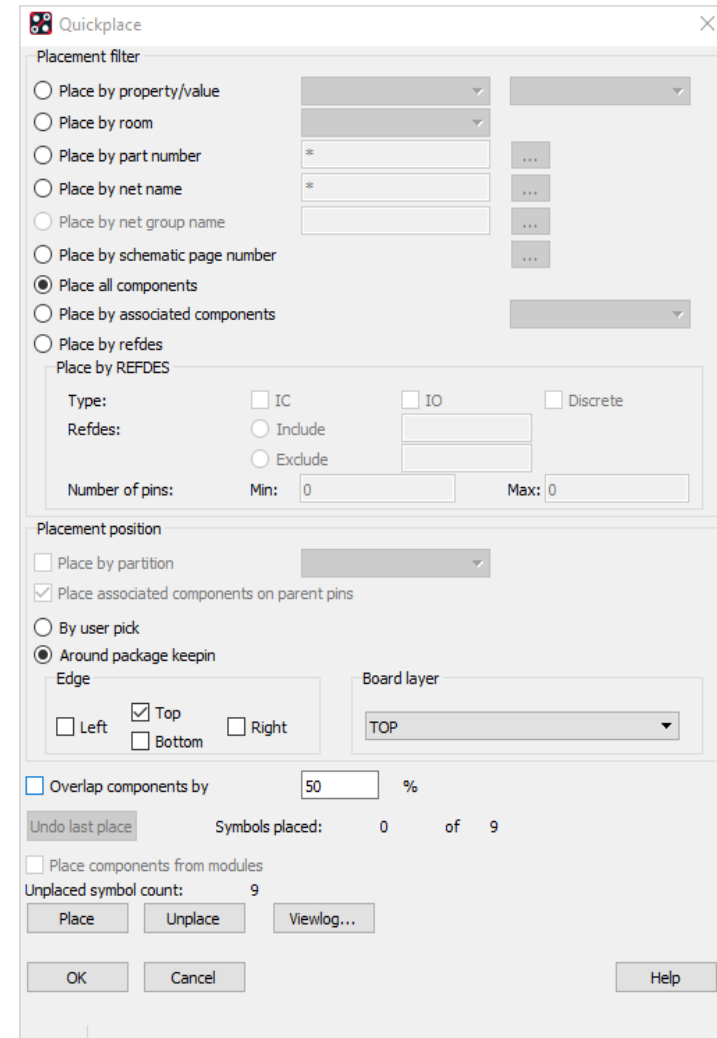 Quickplace
Placement filter
Place by property/value
Place by room
Place by part number * ...
Place by net name * ...
Place by net group name ...
Place by schematic page number ...
Place all components
Place by associated components
Place by refdes
Place by REFDES
Type: IC IO Discrete
Refdes: Include
Exclude
Number of pins: Min: 0 Max: 0
Placement position
Place by partition
Place associated components on parent pins
By user pick
Around package keepin
Edge Board layer
Top
Left Right TOP
Bottom
Overlap components by 50 %
Undo last place Symbols placed: 0 of 9
Place components from modules
Unplaced symbol count: 9
Place Unplace Viewlog...
OK Cancel Help